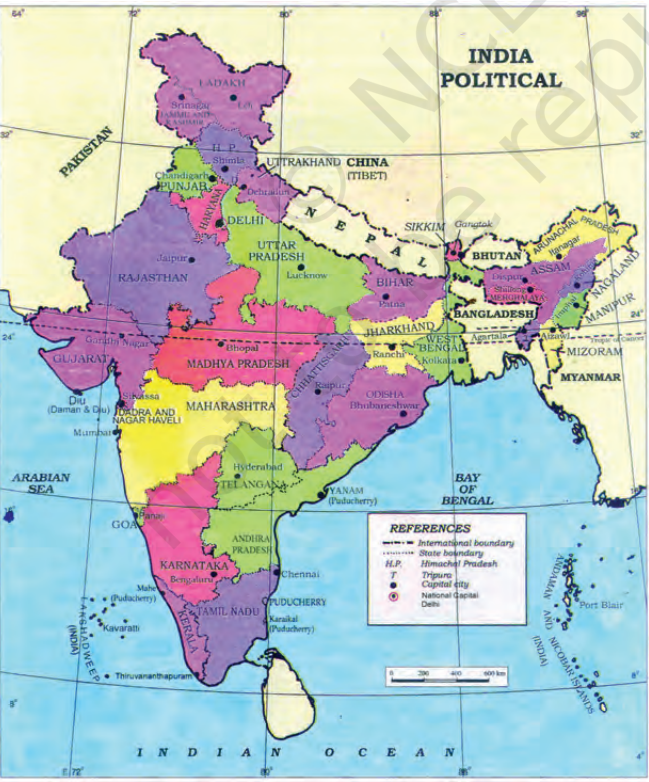 64°
72°
80°
88°
96°
INDIA
POLITICAL
LADAKH
Srinagar
Leh
JAMMU AND
KASHMIR
32°
32°
PAKISTAN
H. P.
Shimla
UTTRAKHAND
CHINA
(TIBET)
Chandigarh
PUNJAB
Dehradun
HARYANA
DELHI
NEPAL
SIKKIM
Gangtok
ARUNACHAL PRADESH
Itanagar
UTTAR
PRADESH
BHUTAN
Jaipur
RAJASTHAN
Lucknow
ASSAM
Dispur
NAGALAND
BIHAR
Shillong
Patna
MANIPUR
BANGLADESH
JHARKHAND
24°
24°
Tropic of Cancer
Gandhi Nagar
Bhopal
WEST
BENGAL
Agartala
Aizawl
GUJARAT
MADHYA PRADESH
Ranchi
Kolkata
MIZORAM
CHHATTISGARH
MYANMAR
Raipur
ODISHA
Bhubaneshwar
Diu
(Daman & Diu)
DADRA AND
NAGAR HAVELI
MAHARASHTRA
Mumbai
Hyderabad
TELANGANA
ARABIAN
SEA
YANAM
(Puducherry)
BAY
OF
BENGAL
16°
GOA
Panaji
ANDHRA
PRADESH
REFERENCES
International boundary
State boundary
H.P. Himachal Pradesh
T Tripura
Capital city
National Capital
Delhi
KARNATAKA
Bengaluru
Chennai
Mahe
(Puducherry)
TAMIL NADU
PUDUCHERRY
Karaikal
(Puducherry)
KERALA
LAKSHADWEEP
(INDIA)
Kavaratti
ANDAMAN AND NICOBAR ISLANDS
(INDIA)
Port Blair
Thiruvananthapuram
0 200 400 600 km
8°
8°
INDIAN OCEAN
E.72°
80°
88°
4°